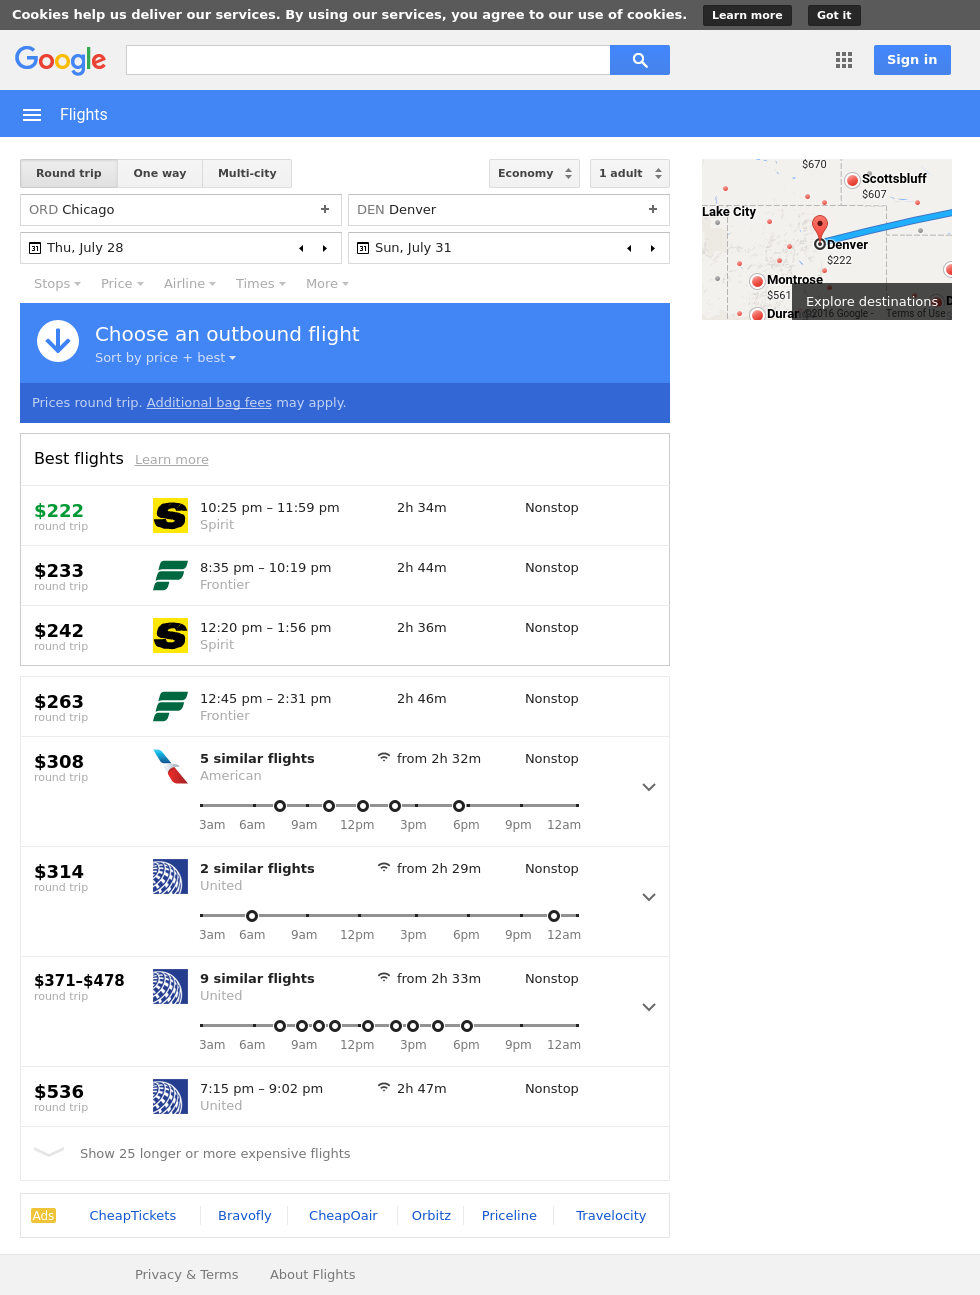 Cookies help us deliver our services. By using our services, you agree to our use of cookies. Learn more Got it
Google Sign in
Flights
Round trip One way Multi-city Economy 1 adult
ORD Chicago + DEN Denver +
31 Thu, July 28 31 Sun, July 31
Stops Price Airline Times More
Choose an outbound flight
Sort by price + best
Prices round trip. Additional bag fees may apply.
Best flights Learn more
$222 10:25 pm – 11:59 pm 2h 34m Nonstop
round trip Spirit
$233 8:35 pm – 10:19 pm 2h 44m Nonstop
round trip Frontier
$242 12:20 pm – 1:56 pm 2h 36m Nonstop
round trip Spirit
$263 12:45 pm – 2:31 pm 2h 46m Nonstop
round trip Frontier
$308 5 similar flights from 2h 32m Nonstop
round trip American
3am 6am 9am 12pm 3pm 6pm 9pm 12am
$314 2 similar flights from 2h 29m Nonstop
round trip United
3am 6am 9am 12pm 3pm 6pm 9pm 12am
$371–$478 9 similar flights from 2h 33m Nonstop
round trip United
3am 6am 9am 12pm 3pm 6pm 9pm 12am
$536 7:15 pm – 9:02 pm 2h 47m Nonstop
round trip United
Show 25 longer or more expensive flights
Ads CheapTickets Bravofly CheapOair Orbitz Priceline Travelocity
Privacy & Terms About Flights
$670
Scottsbluff
$607
Lake City
Denver
$222
Montrose
$561
Explore destinations
Duran ©2016 Google - Terms of Use